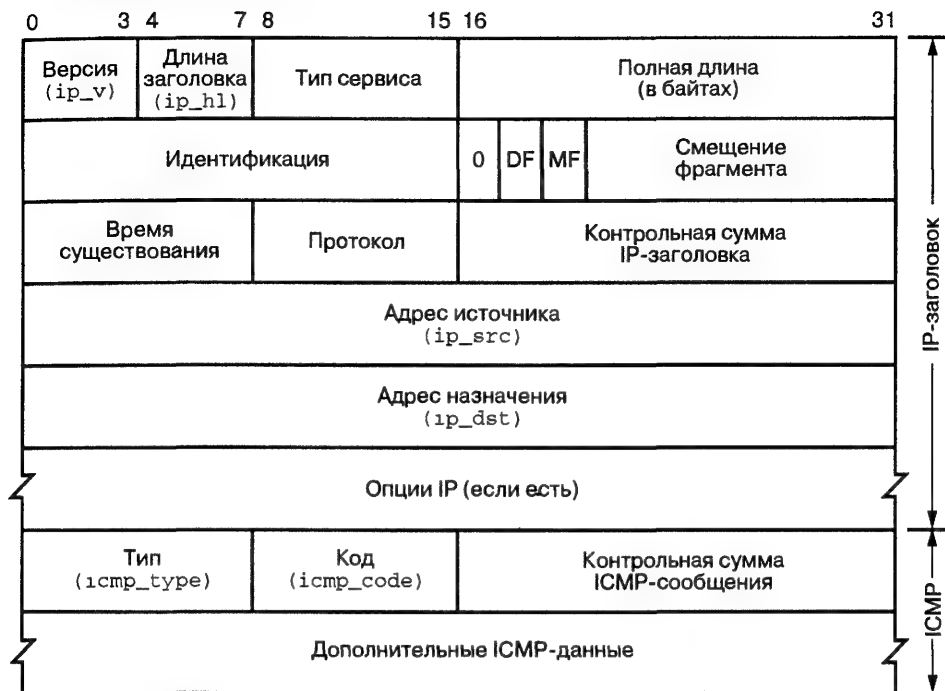 0 3 4 7 8 15 16 31
Версия
(ip_v)
Длина
заголовка
(ip_hl)
Тип сервиса
Полная длина
(в байтах)
Идентификация
0
DF
MF
Смещение
фрагмента
Время
существования
Протокол
Контрольная сумма
IP-заголовка
Адрес источника
(ip_src)
Адрес назначения
(ip_dst)
Опции IP (если есть)
IP-заголовок
Тип
(icmp_type)
Код
(icmp_code)
Контрольная сумма
ICMP-сообщения
Дополнительные ICMP-данные
ICMP